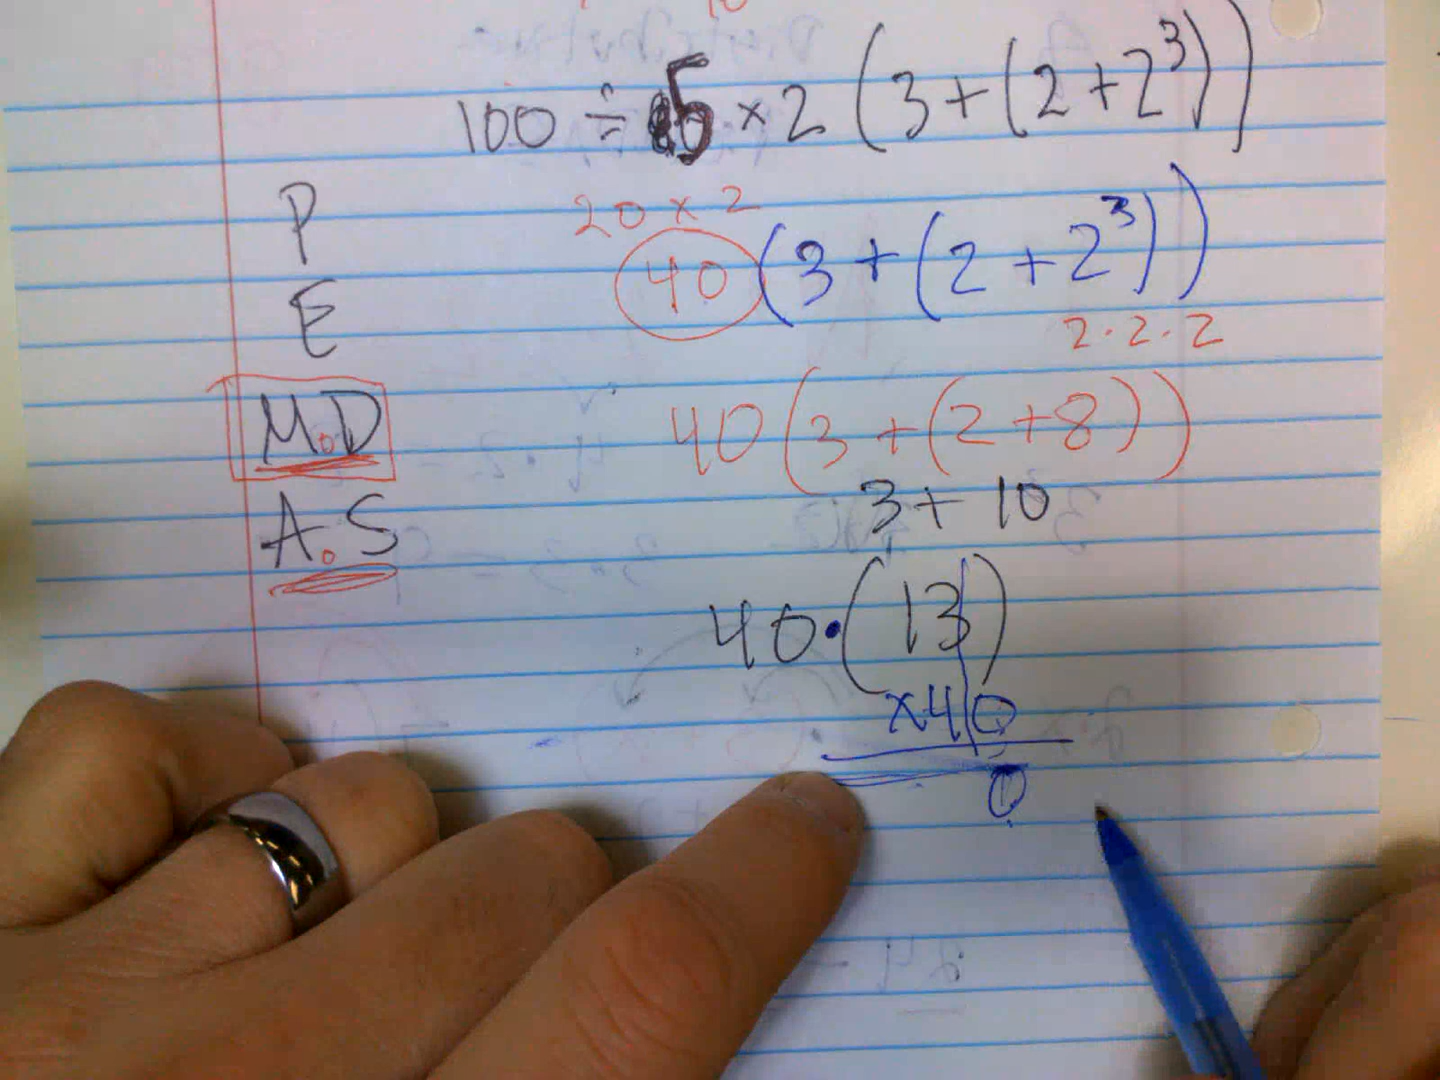 10
100 ÷ 5 × 2 (3 + (2 + 2³))
20 × 2
P
40 (3 + (2 + 2³))
E
2 · 2 · 2
M.D
40 (3 + (2 + 8))
3 + 10
A.S
40 · (13)
×40
0